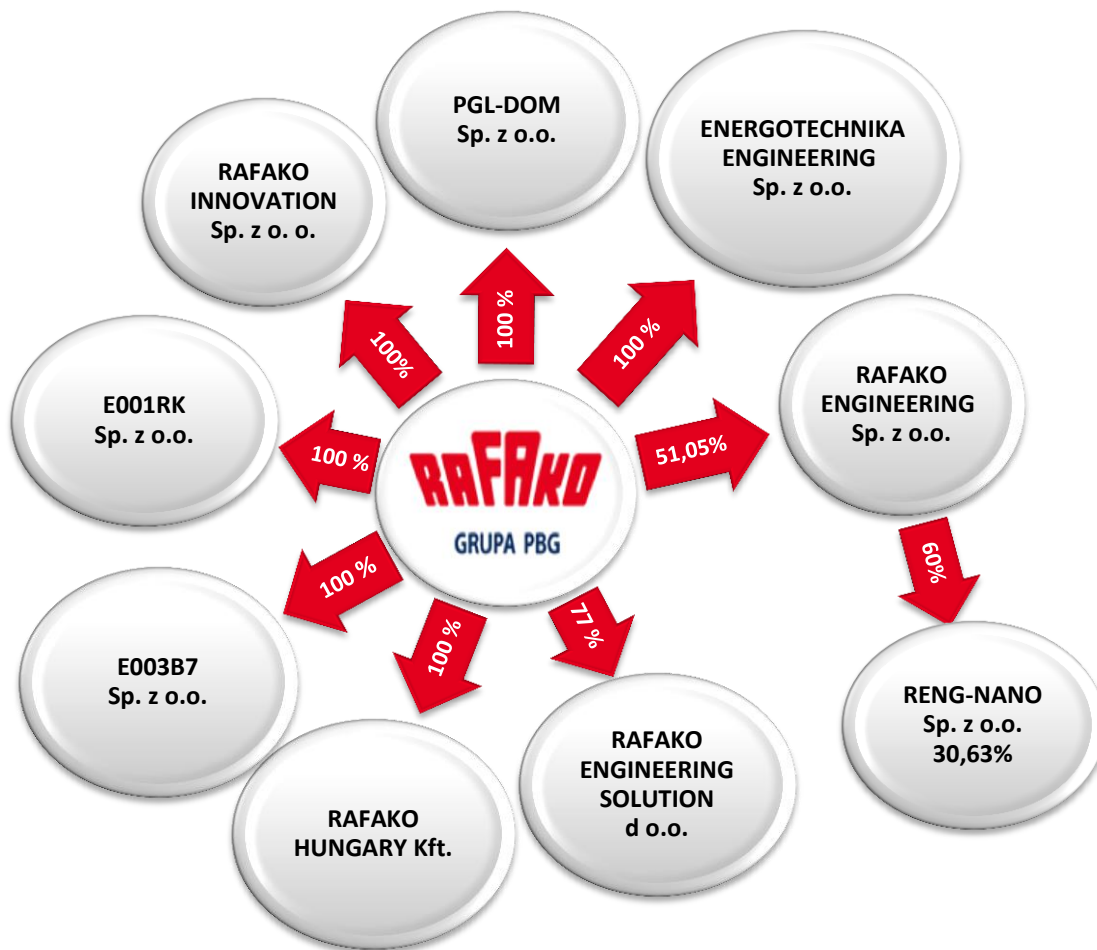 PGL-DOM
Sp. z o.o.
ENERGOTECHNIKA
ENGINEERING
Sp. z o.o.
RAFAKO
INNOVATION
Sp. z o. o.
100 %
100%
100 %
E001RK
Sp. z o.o.
RAFAKO
ENGINEERING
Sp. z o.o.
100 %
RAFAKO
GRUPA PBG
51,05%
60%
100 %
100 %
77 %
E003B7
Sp. z o.o.
RENG-NANO
Sp. z o.o.
30,63%
RAFAKO
HUNGARY Kft.
RAFAKO
ENGINEERING
SOLUTION
d o.o.